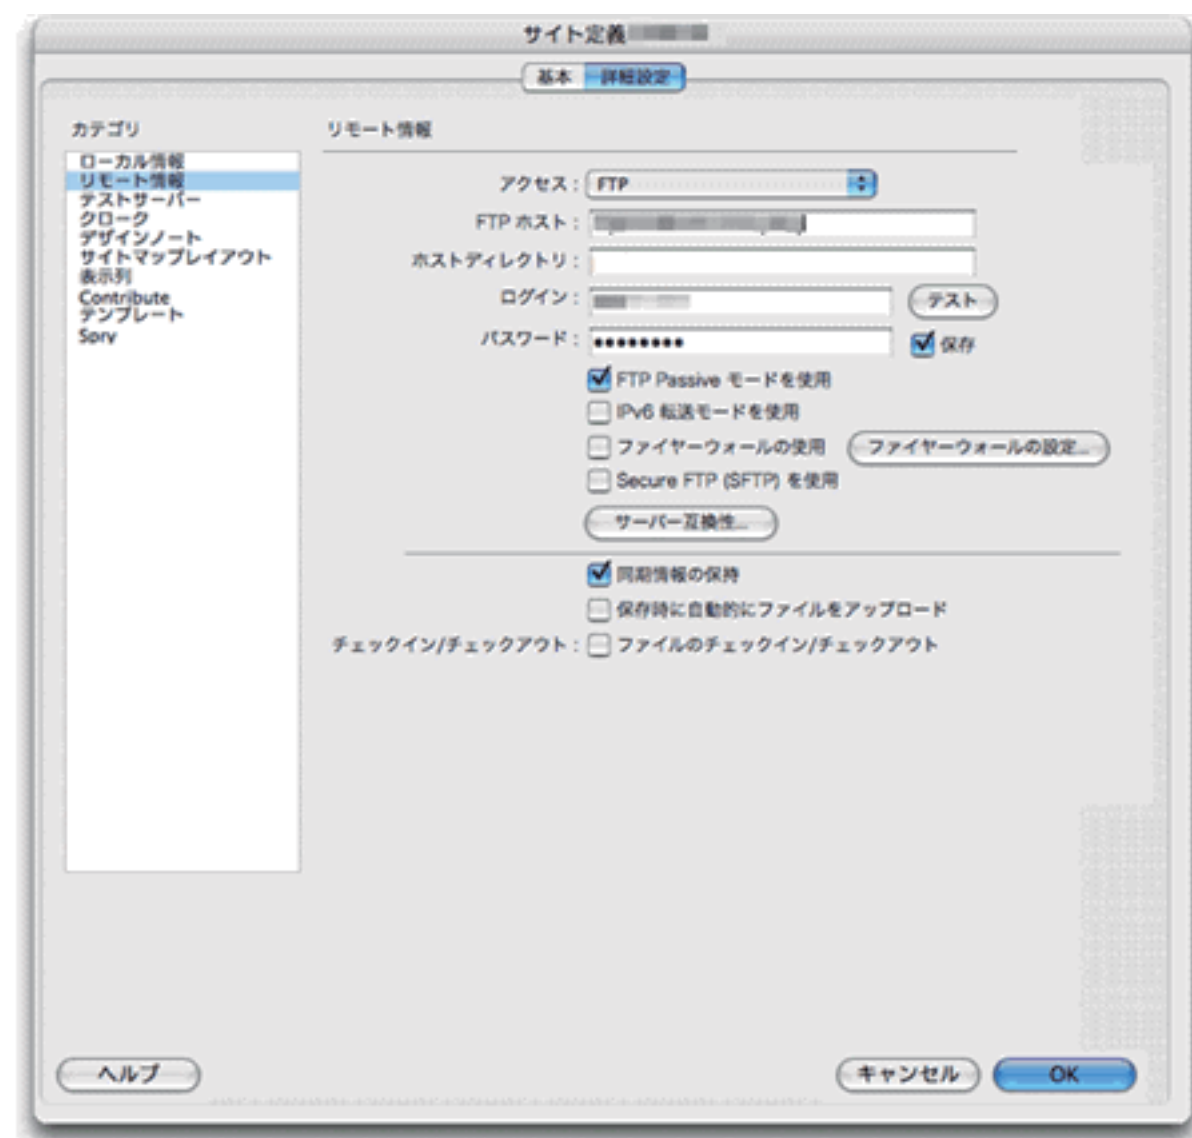 サイト定義
基本 詳細設定
カテゴリ
ローカル情報
リモート情報
テストサーバー
クローク
デザインノート
サイトマップレイアウト
表示列
Contribute
テンプレート
Spry
リモート情報
アクセス : FTP
FTP ホスト :
ホストディレクトリ :
ログイン : テスト
パスワード : •••••••• 保存
FTP Passive モードを使用
IPv6 転送モードを使用
ファイヤーウォールの使用 ファイヤーウォールの設定...
Secure FTP (SFTP) を使用
サーバー互換性...
同期情報の保持
保存時に自動的にファイルをアップロード
チェックイン/チェックアウト : ファイルのチェックイン/チェックアウト
ヘルプ キャンセル OK